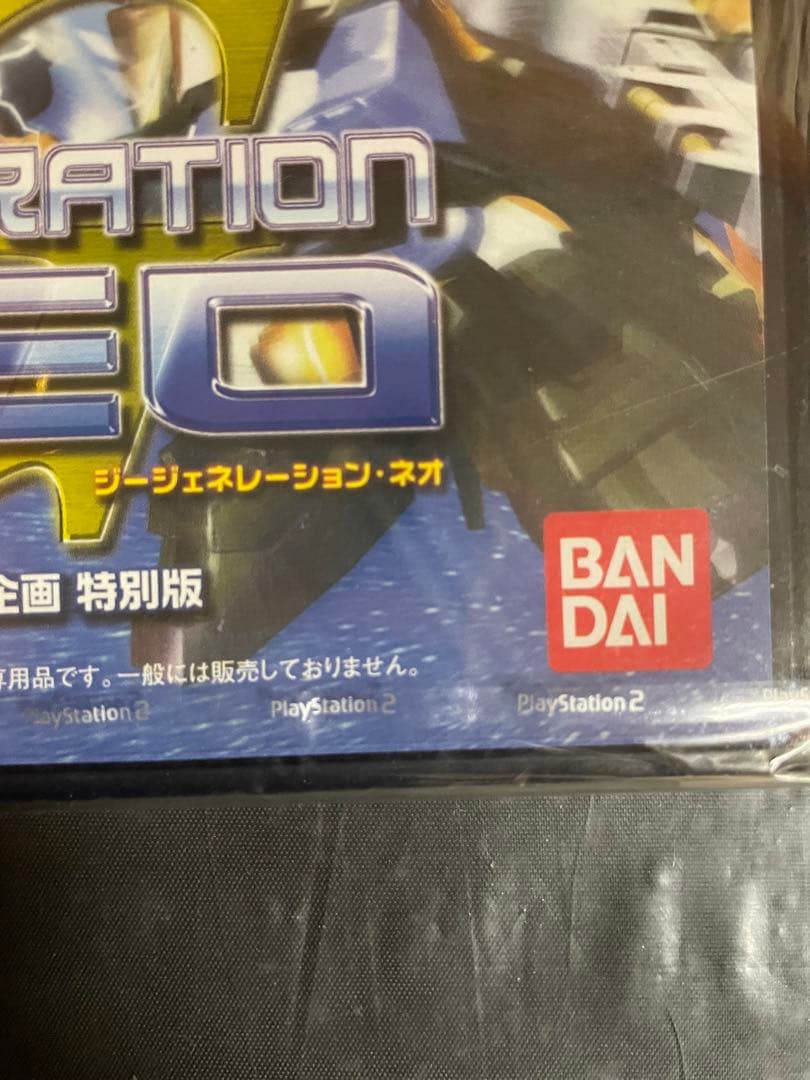 RATION
EO
ジージェネレーション・ネオ
企画 特別版
専用品です。一般には販売しておりません。
BAN
DAI
PlayStation 2 PlayStation 2 PlayStation 2